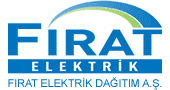 FIRAT
ELEKTRİK
FIRAT ELEKTRİK DAĞITIM A.Ş.